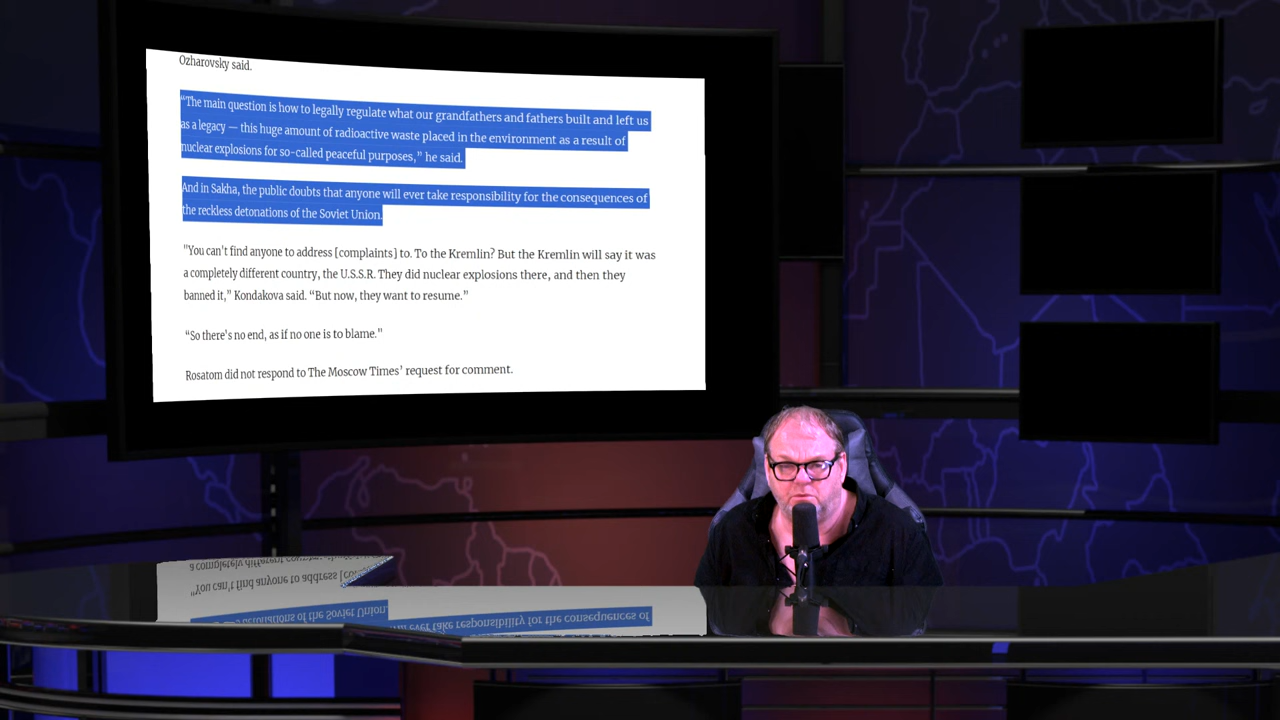 Ozharovsky said.
“The main question is how to legally regulate what our grandfathers and fathers built and left us
as a legacy — this huge amount of radioactive waste placed in the environment as a result of
nuclear explosions for so-called peaceful purposes,” he said.
And in Sakha, the public doubts that anyone will ever take responsibility for the consequences of
the reckless detonations of the Soviet Union.
"You can't find anyone to address [complaints] to. To the Kremlin? But the Kremlin will say it was
a completely different country, the U.S.S.R. They did nuclear explosions there, and then they
banned it,” Kondakova said. “But now, they want to resume.”
“So there's no end, as if no one is to blame."
Rosatom did not respond to The Moscow Times’ request for comment.